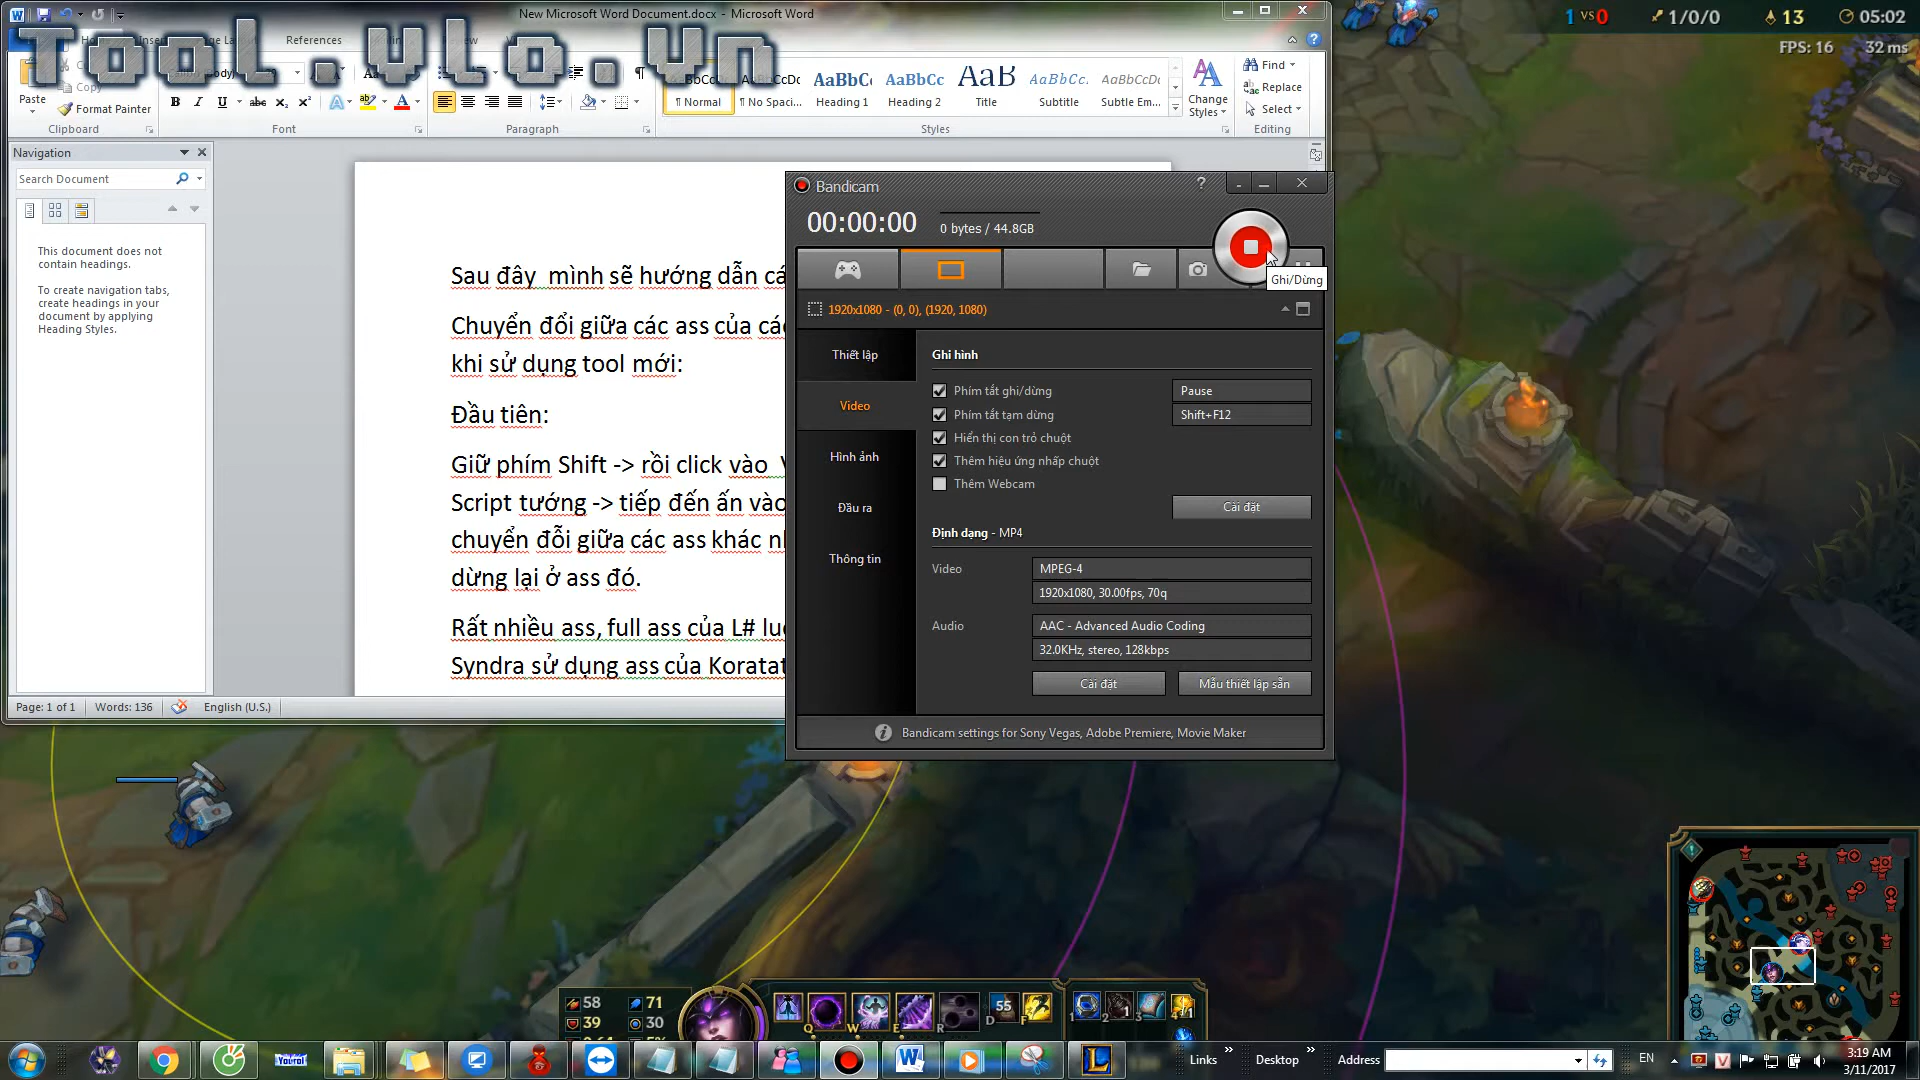 New Microsoft Word Document.docx - Microsoft Word
Tool.Vlo.Vn
References
Paste
Format Painter
Clipboard
Font
Paragraph
¶ Normal
¶ No Spaci...
Heading 1
Heading 2
Title
Subtitle
Subtle Em...
Styles
Change Styles
Find
Replace
Select
Editing
Navigation
Search Document
This document does not
contain headings.
To create navigation tabs,
create headings in your
document by applying
Heading Styles.
Sau đây  mình sẽ hướng dẫn
Chuyển đổi giữa các ass của
khi sử dụng tool mới:
Đầu tiên:
Giữ phím Shift -> rồi click vào
Script tướng -> tiếp đến ấn vào
chuyển đỗi giữa các ass khác
dừng lại ở ass đó.
Rất nhiều ass, full ass của L#
Syndra sử dụng ass của Koratat
Page: 1 of 1
Words: 136
English (U.S.)
Bandicam
00:00:00
0 bytes / 44.8GB
Ghi/Dừng
1920x1080 - (0, 0), (1920, 1080)
Thiết lập
Video
Hình ảnh
Đầu ra
Thông tin
Ghi hình
Phím tắt ghi/dừng
Pause
Phím tắt tạm dừng
Shift+F12
Hiển thị con trỏ chuột
Thêm hiệu ứng nhấp chuột
Thêm Webcam
Cài đặt
Định dạng - MP4
Video
MPEG-4
1920x1080, 30.00fps, 70q
Audio
AAC - Advanced Audio Coding
32.0KHz, stereo, 128kbps
Cài đặt
Mẫu thiết lập sẵn
Bandicam settings for Sony Vegas, Adobe Premiere, Movie Maker
1 VS 0
1/0/0
13
05:02
FPS: 16
32 ms
58
71
39
30
Q
W
E
R
D
55
F
Links
Desktop
Address
EN
3:19 AM
3/11/2017